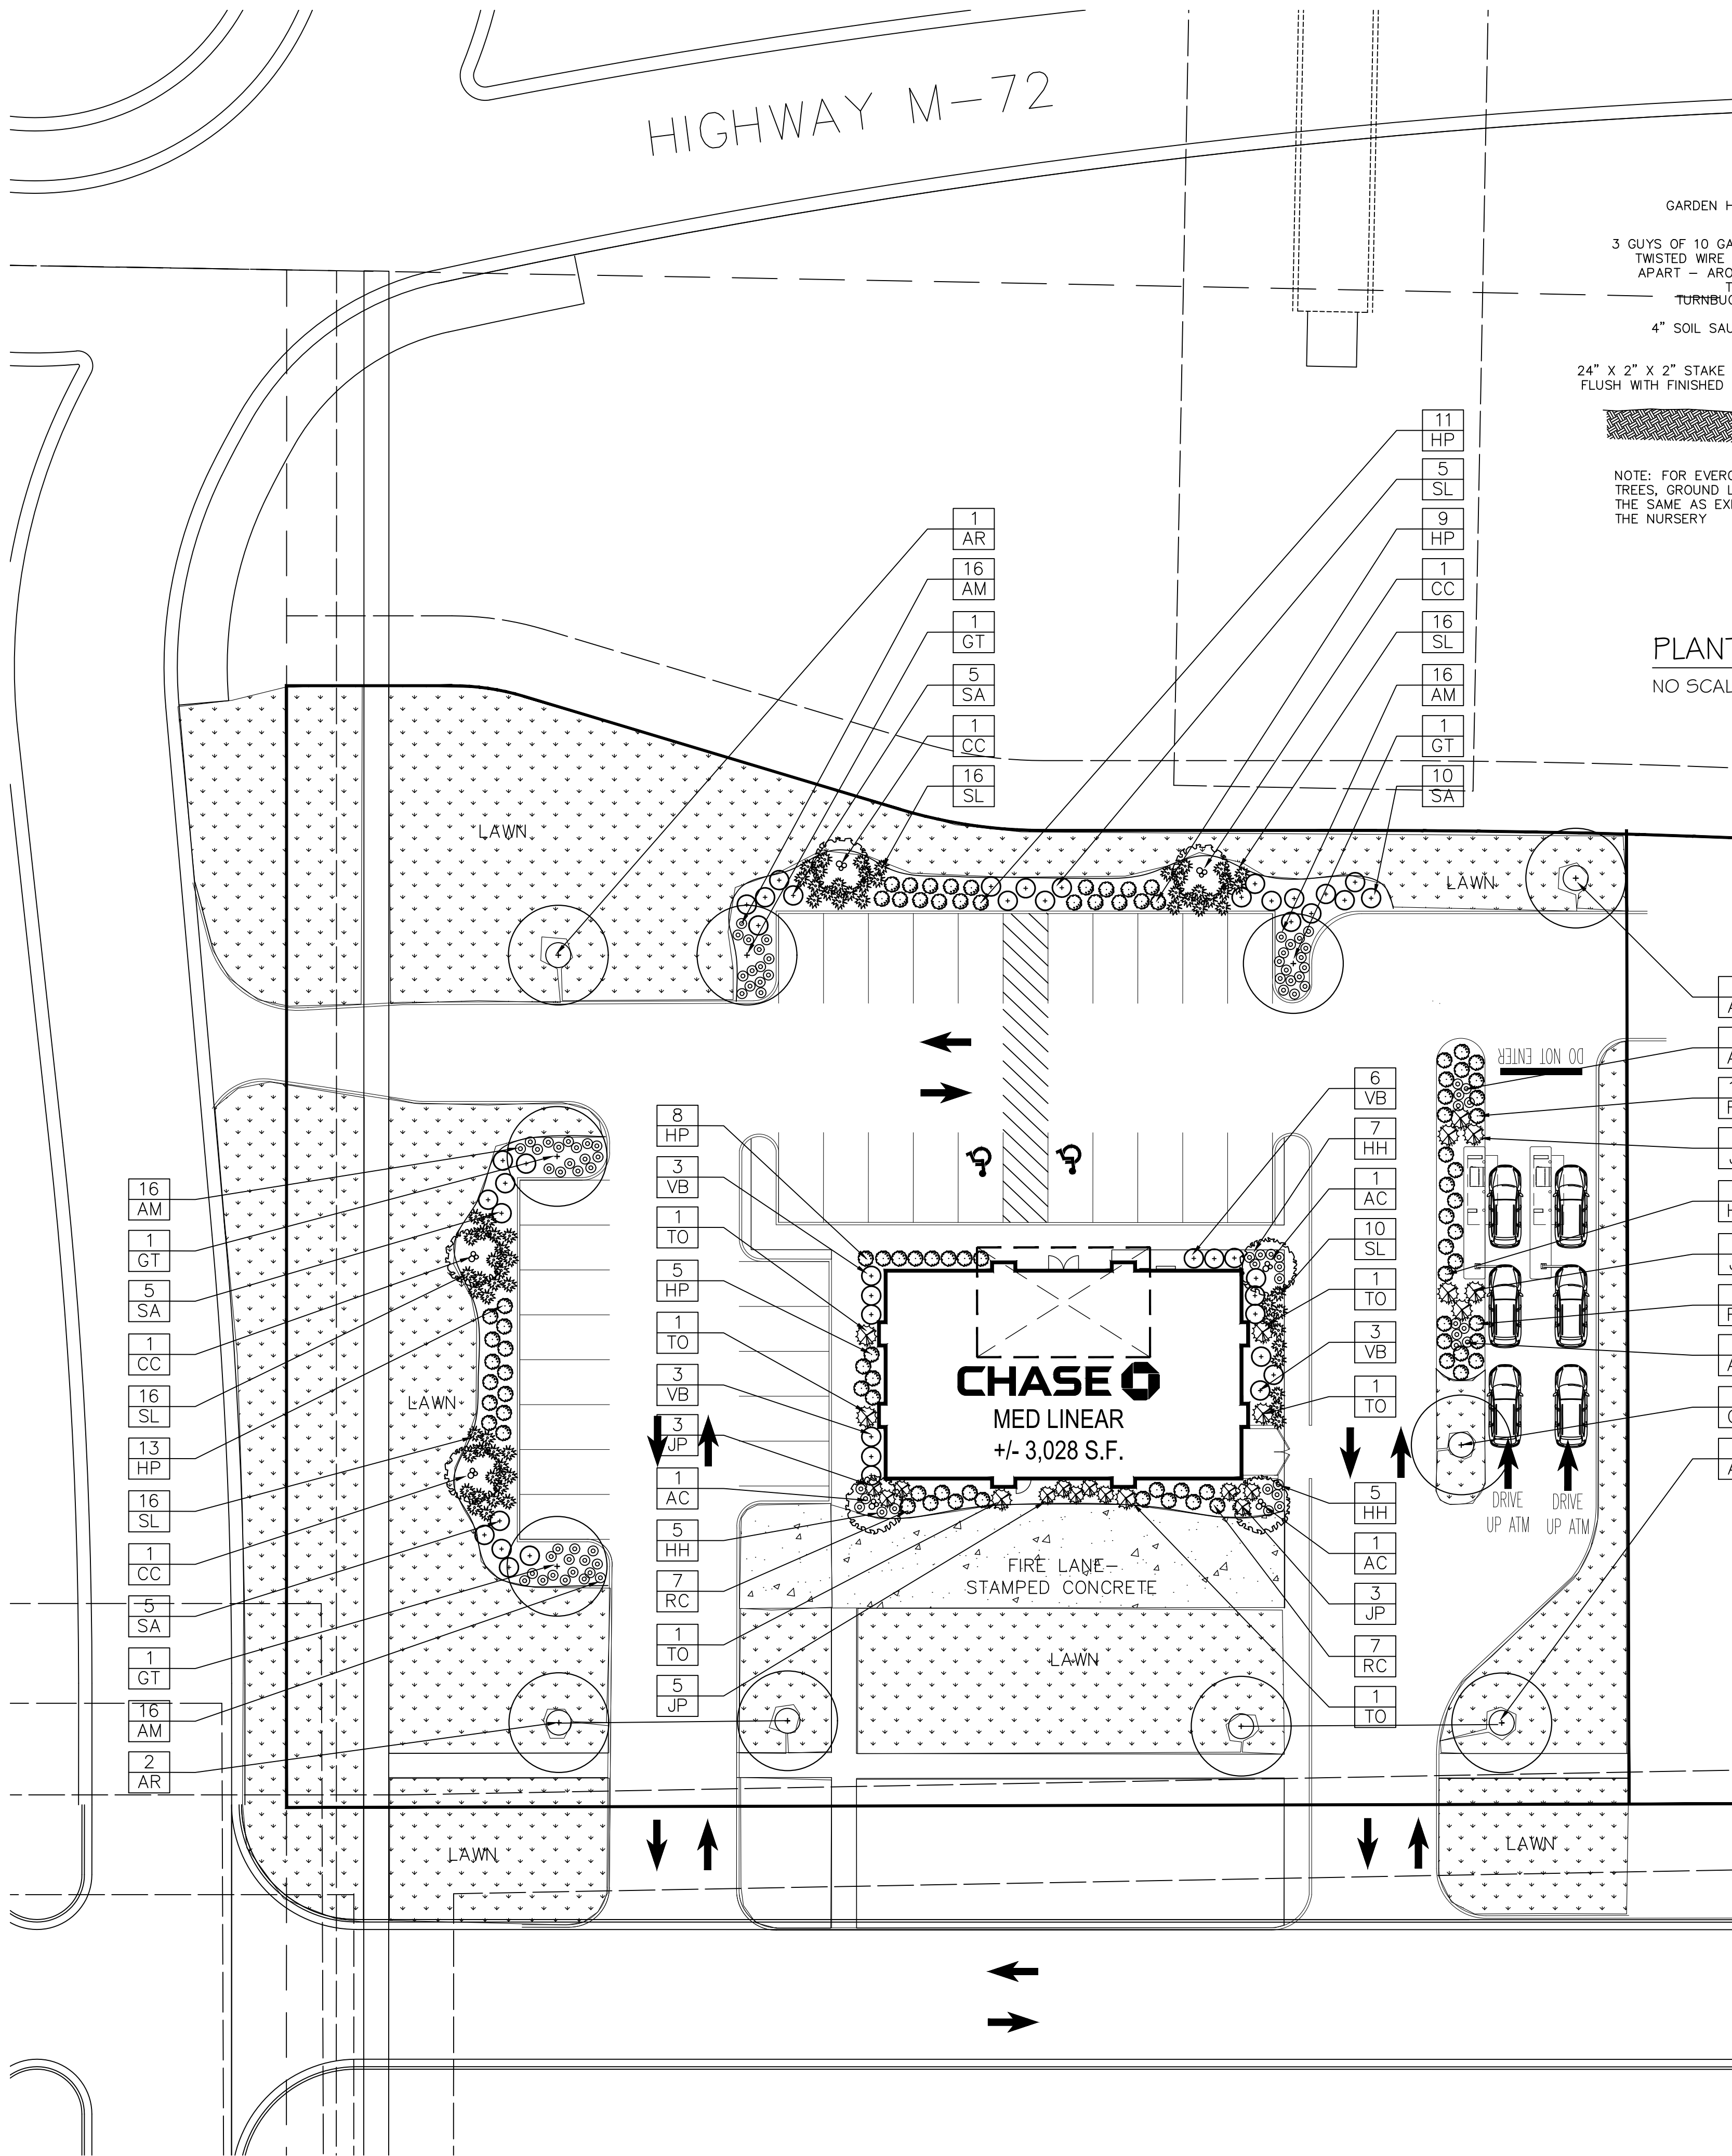 HIGHWAY M-72
GARDEN H
3 GUYS OF 10 GA
TWISTED WIRE
APART – ARO
T
TURNBUC
4" SOIL SAU
24" X 2" X 2" STAKE
FLUSH WITH FINISHED
NOTE: FOR EVERG
TREES, GROUND L
THE SAME AS EXI
THE NURSERY
PLANT
NO SCAL
1
AR
16
AM
1
GT
5
SA
1
CC
16
SL
11
HP
5
SL
9
HP
1
CC
16
SL
16
AM
1
GT
10
SA
LAWN
LAWN
DO NOT ENTER
16
AM
1
GT
5
SA
1
CC
16
SL
13
HP
16
SL
1
CC
5
SA
1
GT
16
AM
2
AR
LAWN
8
HP
3
VB
1
TO
5
HP
1
TO
3
VB
3
JP
1
AC
5
HH
7
RC
1
TO
5
JP
CHASE
MED LINEAR
+/- 3,028 S.F.
6
VB
7
HH
1
AC
10
SL
1
TO
3
VB
1
TO
5
HH
1
AC
3
JP
7
RC
1
TO
DRIVE
UP ATM
DRIVE
UP ATM
FIRE LANE-
STAMPED CONCRETE
LAWN
LAWN
LAWN